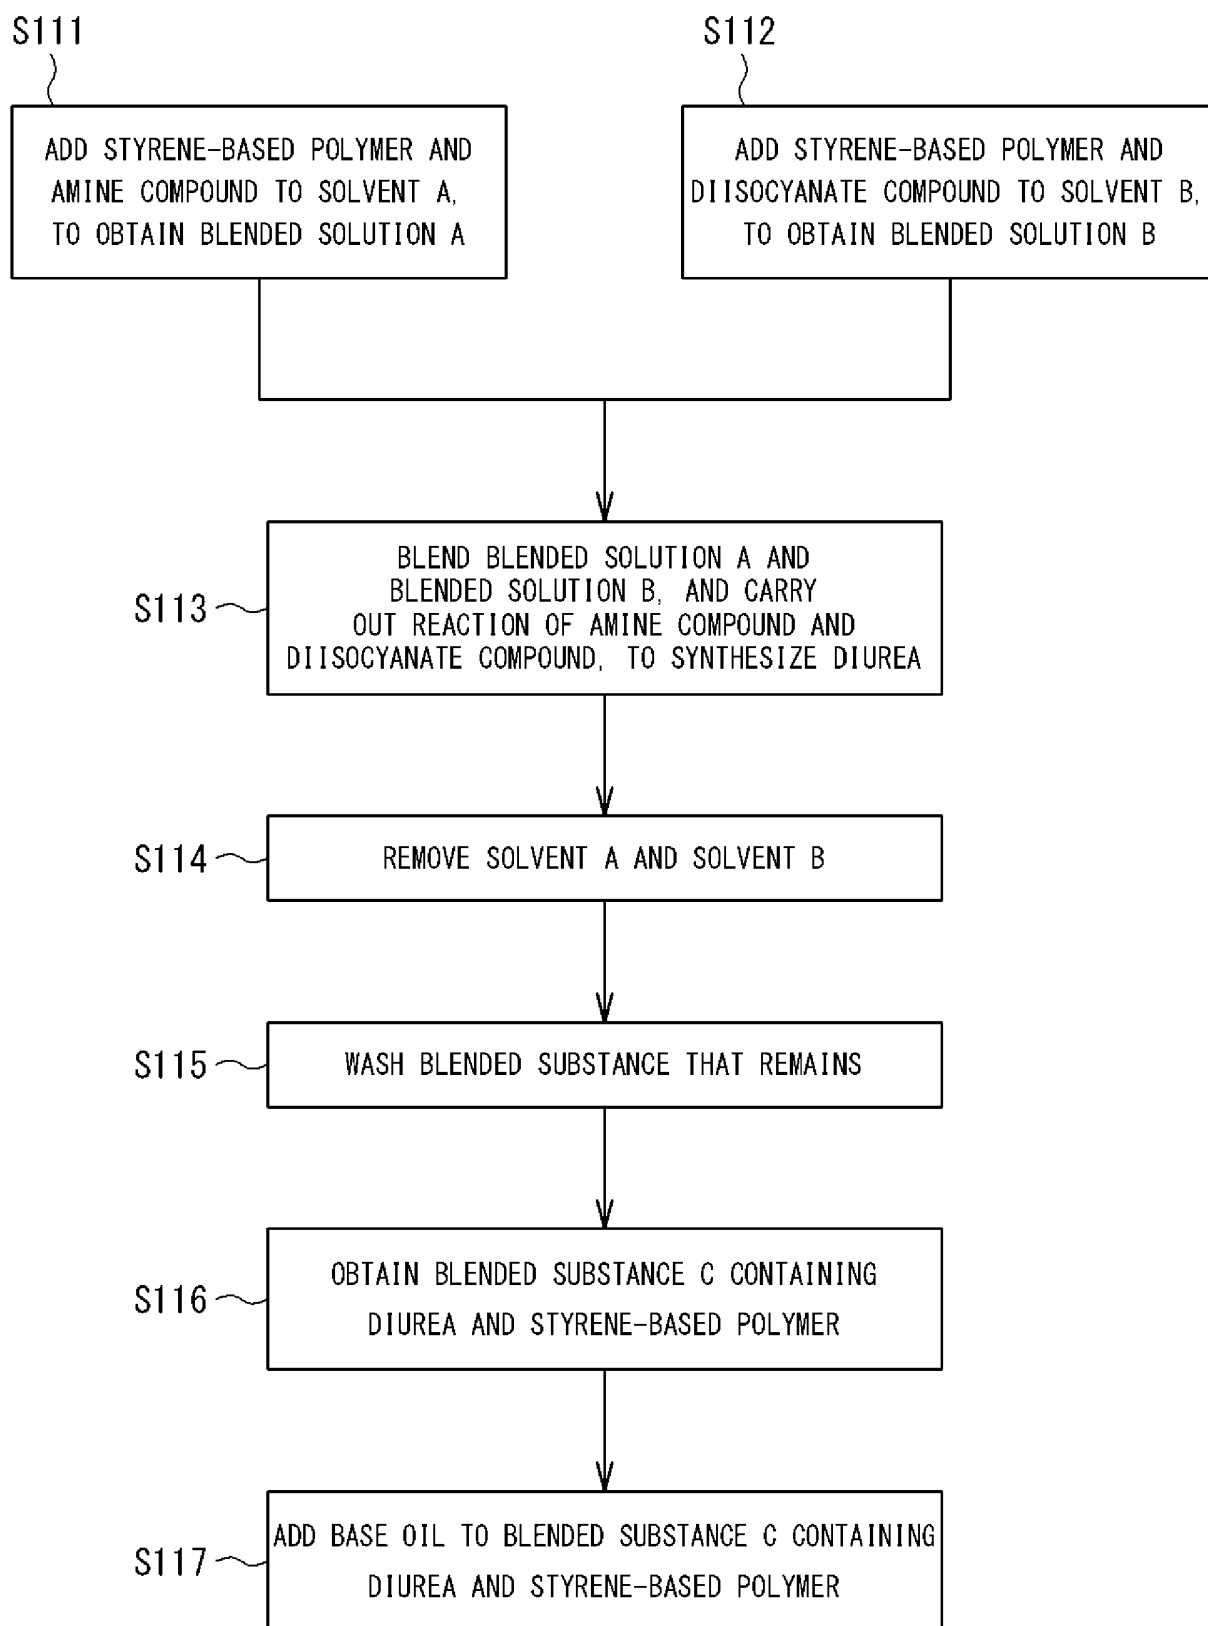 S111
ADD STYRENE-BASED POLYMER AND
AMINE COMPOUND TO SOLVENT A,
TO OBTAIN BLENDED SOLUTION A
S112
ADD STYRENE-BASED POLYMER AND
DIISOCYANATE COMPOUND TO SOLVENT B,
TO OBTAIN BLENDED SOLUTION B
S113
BLEND BLENDED SOLUTION A AND
BLENDED SOLUTION B, AND CARRY
OUT REACTION OF AMINE COMPOUND AND
DIISOCYANATE COMPOUND, TO SYNTHESIZE DIUREA
S114
REMOVE SOLVENT A AND SOLVENT B
S115
WASH BLENDED SUBSTANCE THAT REMAINS
S116
OBTAIN BLENDED SUBSTANCE C CONTAINING
DIUREA AND STYRENE-BASED POLYMER
S117
ADD BASE OIL TO BLENDED SUBSTANCE C CONTAINING
DIUREA AND STYRENE-BASED POLYMER